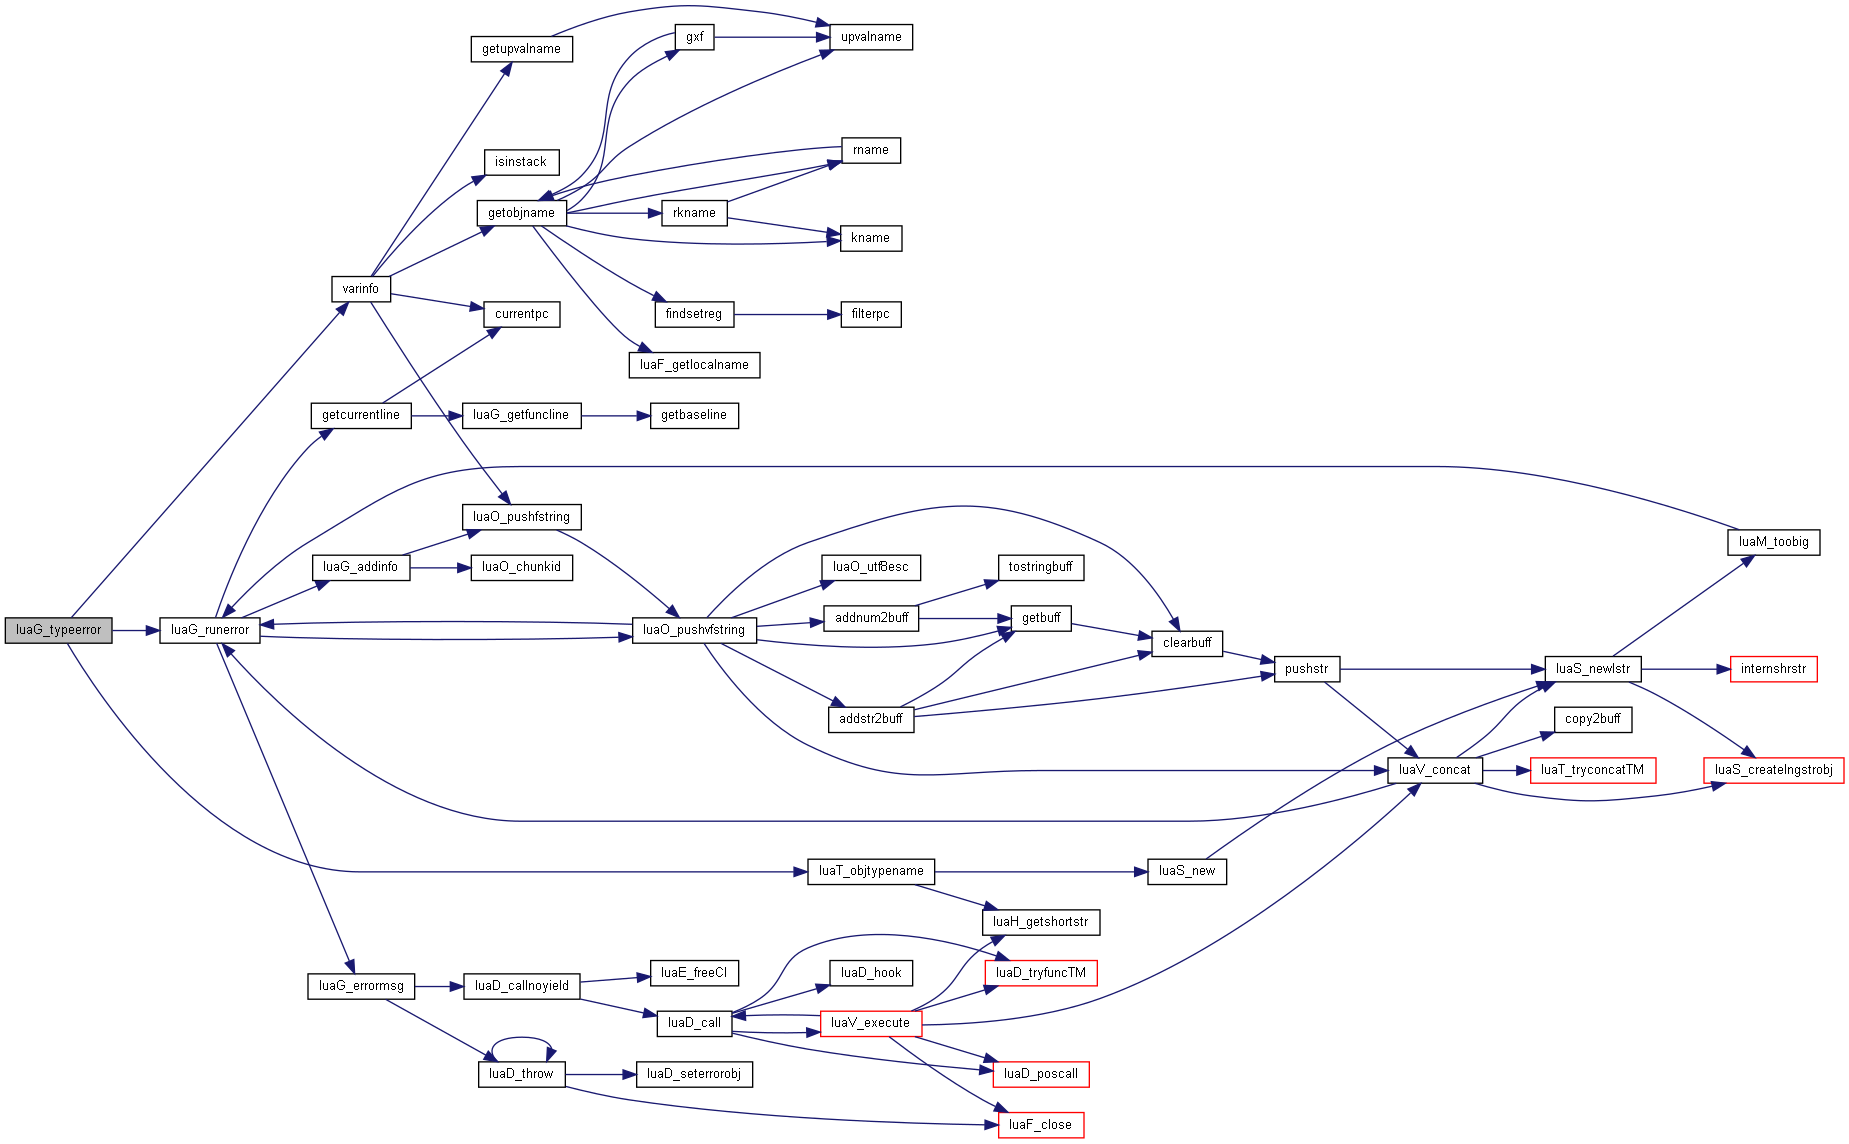 getupvalname
gxf
upvalname
isinstack
rname
getobjname
rkname
kname
varinfo
currentpc
findsetreg
filterpc
luaF_getlocalname
getcurrentline
luaG_getfuncline
getbaseline
luaO_pushfstring
luaM_toobig
luaG_addinfo
luaO_chunkid
luaO_utf8esc
tostringbuff
luaG_typeerror
luaG_runerror
luaO_pushvfstring
addnum2buff
getbuff
clearbuff
pushstr
luaS_newlstr
internshrstr
addstr2buff
copy2buff
luaV_concat
luaT_tryconcatTM
luaS_createlngstrobj
luaT_objtypename
luaS_new
luaH_getshortstr
luaG_errormsg
luaD_callnoyield
luaE_freeCI
luaD_hook
luaD_tryfuncTM
luaD_call
luaV_execute
luaD_throw
luaD_seterrorobj
luaD_poscall
luaF_close